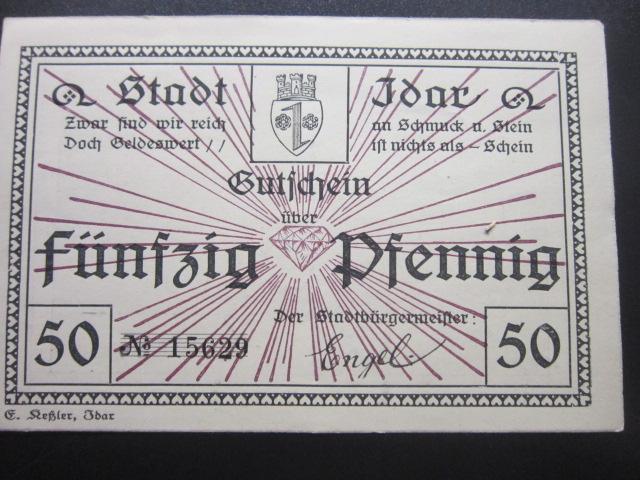 Stadt Idar
Zwar sind wir reich an Schmuck u. Stein
Doch Geldeswert // ist nichts als – Schein
Gutschein
über
fünfzig Pfennig
Der Stadtbürgermeister:
50 № 15629 Engel. 50
E. Keßler, Idar